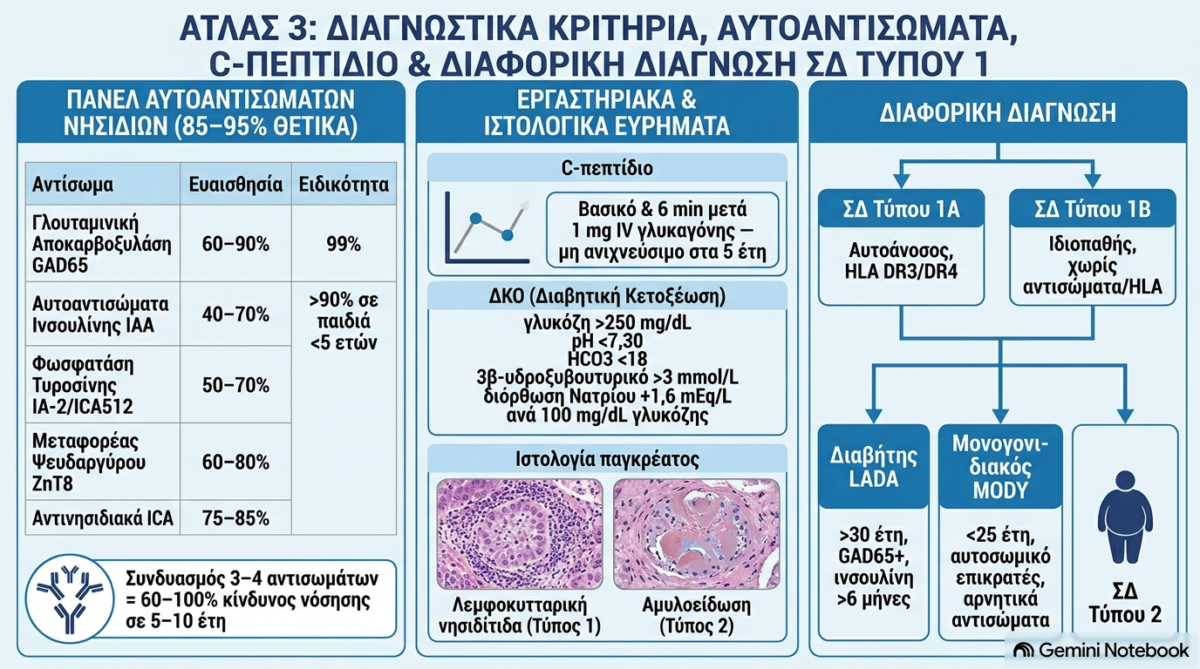 ΑΤΛΑΣ 3: ΔΙΑΓΝΩΣΤΙΚΑ ΚΡΙΤΗΡΙΑ, ΑΥΤΟΑΝΤΙΣΩΜΑΤΑ,
C-ΠΕΠΤΙΔΙΟ & ΔΙΑΦΟΡΙΚΗ ΔΙΑΓΝΩΣΗ ΣΔ ΤΥΠΟΥ 1
ΠΑΝΕΛ ΑΥΤΟΑΝΤΙΣΩΜΑΤΩΝ
ΝΗΣΙΔΙΩΝ (85–95% ΘΕΤΙΚΑ)
Αντίσωμα Ευαισθησία Ειδικότητα
Γλουταμινική
Αποκαρβοξυλάση
GAD65
60–90% 99%
Αυτοαντισώματα
Ινσουλίνης IAA
40–70%
>90% σε
παιδιά
<5 ετών
Φωσφατάση
Τυροσίνης
IA-2/ICA512
50–70%
Μεταφορέας
Ψευδαργύρου
ZnT8
60–80%
Αντινησιδιακά ICA 75–85%
Συνδυασμός 3–4 αντισωμάτων
= 60–100% κίνδυνος νόσησης
σε 5–10 έτη
ΕΡΓΑΣΤΗΡΙΑΚΑ &
ΙΣΤΟΛΟΓΙΚΑ ΕΥΡΗΜΑΤΑ
C-πεπτίδιο
Βασικό & 6 min μετά
1 mg IV γλυκαγόνης —
μη ανιχνεύσιμο στα 5 έτη
ΔΚΟ (Διαβητική Κετοξέωση)
γλυκόζη >250 mg/dL
pH <7,30
HCO3 <18
3β-υδροξυβουτυρικό >3 mmol/L
διόρθωση Νατρίου +1,6 mEq/L
ανά 100 mg/dL γλυκόζης
Ιστολογία παγκρέατος
Λεμφοκυτταρική
νησιδίτιδα (Τύπος 1)
Αμυλοείδωση
(Τύπος 2)
ΔΙΑΦΟΡΙΚΗ ΔΙΑΓΝΩΣΗ
ΣΔ Τύπου 1Α
Αυτοάνοσος,
HLA DR3/DR4
ΣΔ Τύπου 1Β
Ιδιοπαθής,
χωρίς
αντισώματα/HLA
Διαβήτης
LADA
>30 έτη,
GAD65+,
ινσουλίνη
>6 μήνες
Μονογονι-
διακός
MODY
<25 έτη,
αυτοσωμικό
επικρατές,
αρνητικά
αντισώματα
ΣΔ
Τύπου 2
Gemini Notebook